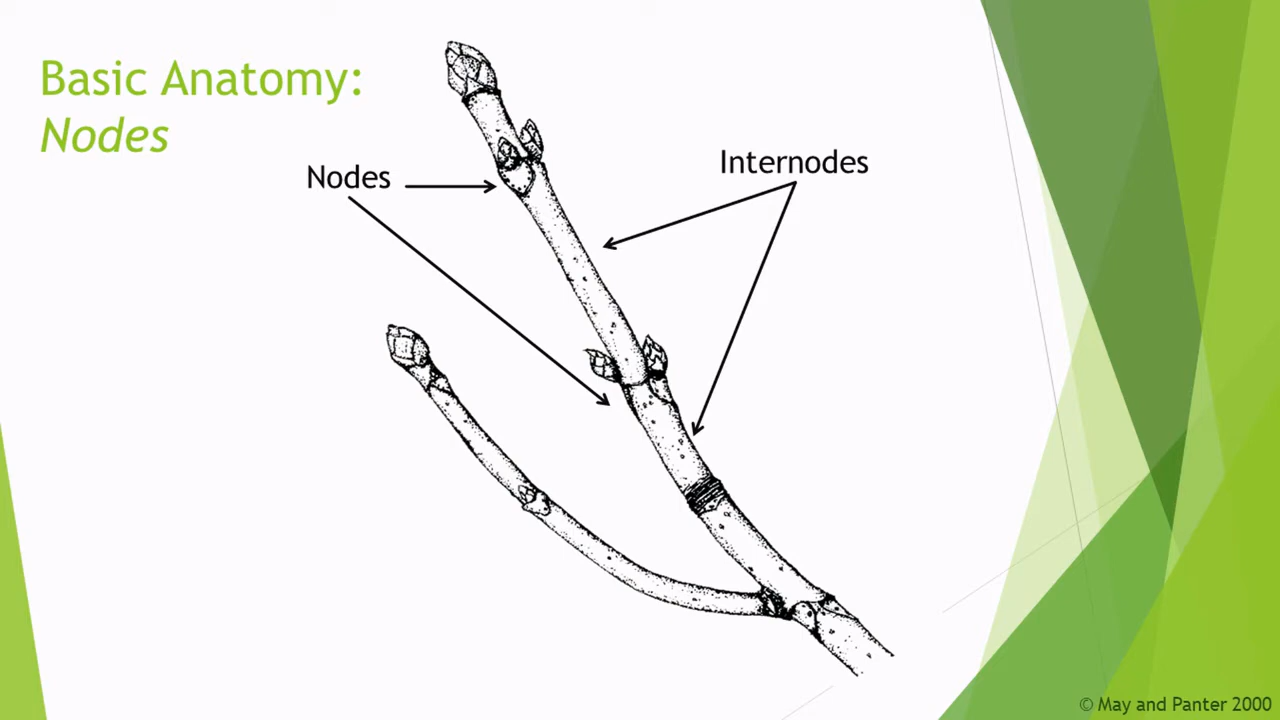 Basic Anatomy:
Nodes
Nodes
Internodes
© May and Panter 2000